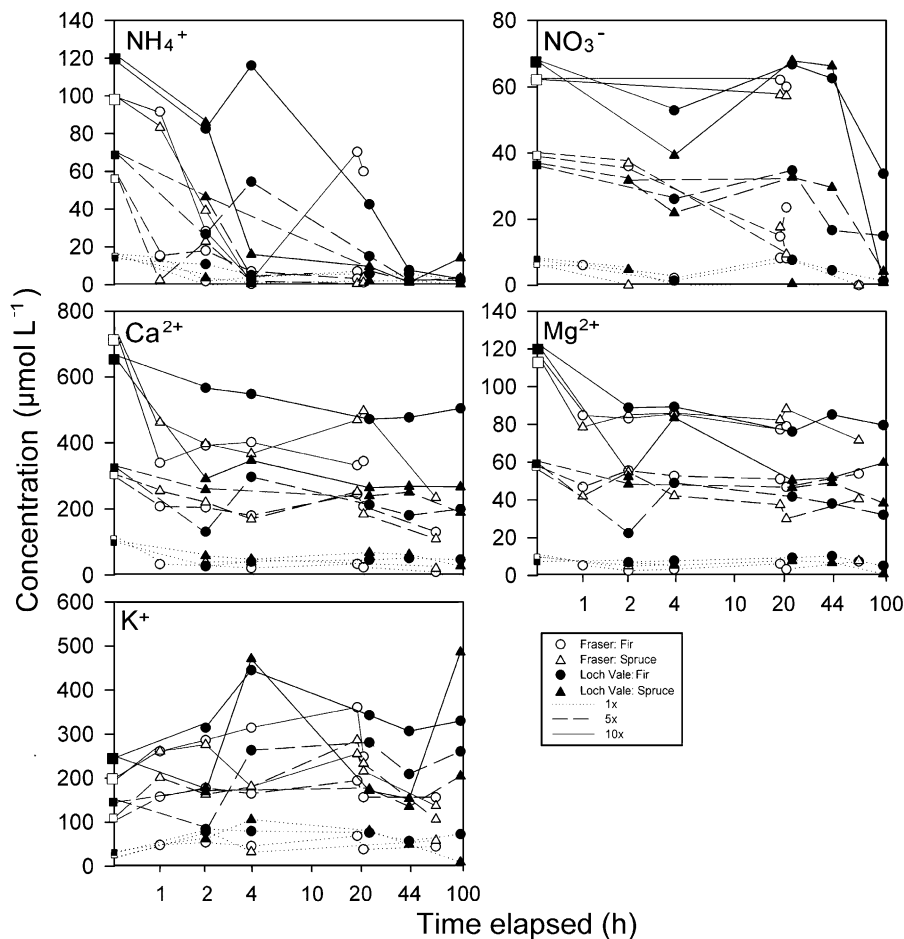 NH₄⁺
140
120
100
80
60
40
20
0
NO₃⁻
80
60
40
20
0
Ca²⁺
800
600
400
200
0
Mg²⁺
140
120
100
80
60
40
20
0
1 2 4 10 20 44 100
K⁺
600
500
400
300
200
100
0
1 2 4 10 20 44 100
Concentration (µmol L⁻¹)
Time elapsed (h)
Fraser: Fir
Fraser: Spruce
Loch Vale: Fir
Loch Vale: Spruce
1x
5x
10x